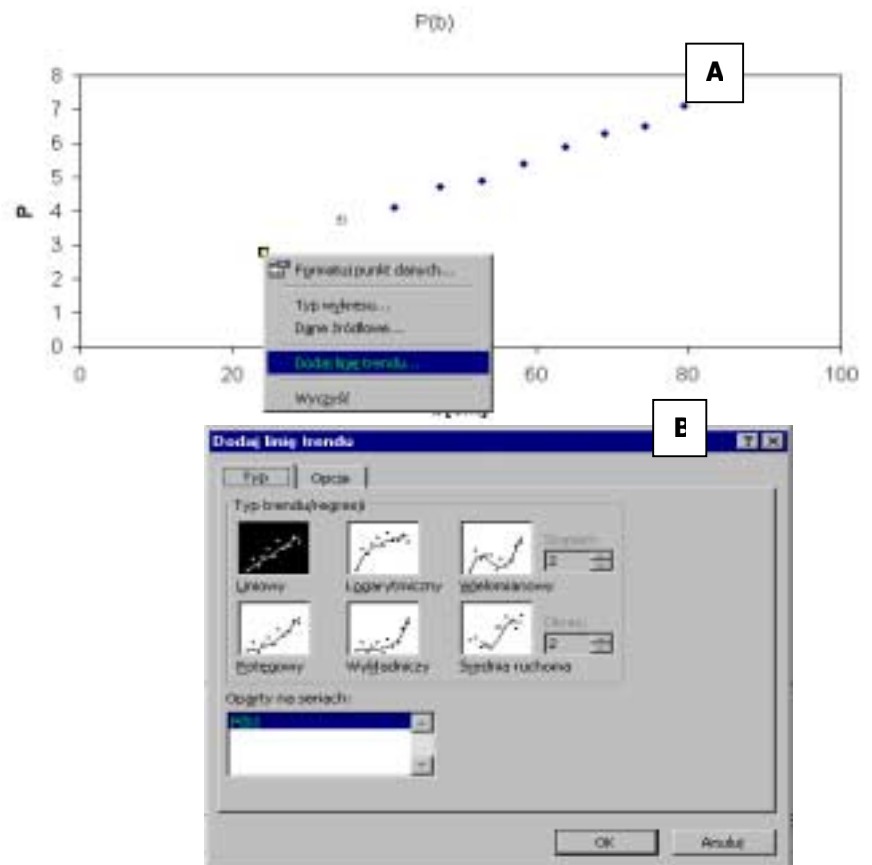 P(b)
A
8
7
6
5
4
3
2
1
0
P
0
20
60
80
100
Formatuj punkt danych...
Typ wykresu...
Dane źródłowe...
Dodaj linię trendu...
Wyczyść
B
Dodaj linię trendu
Typ
Opcje
Typ trendu/regresji
Stopień:
2
Liniowy
Logarytmiczny
Wielomianowy
Okres:
2
Potęgowy
Wykładniczy
Średnia ruchoma
Oparty na seriach:
P(b)
OK
Anuluj